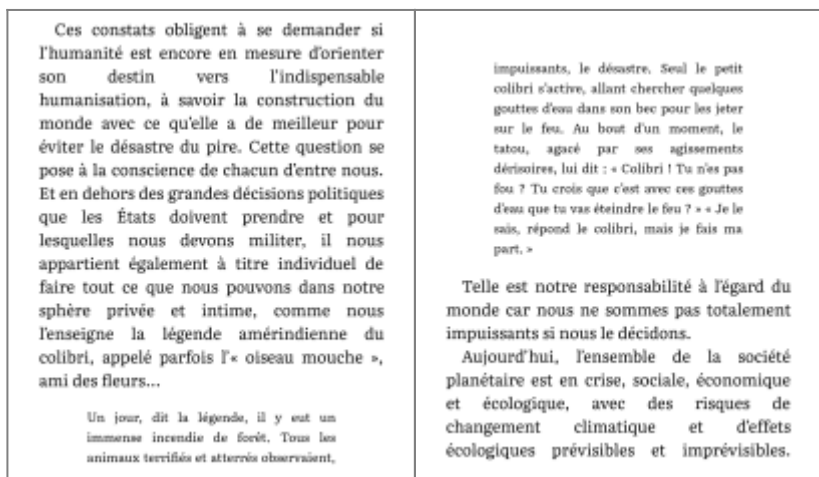 Ces constats obligent à se demander si
l'humanité est encore en mesure d'orienter
son destin vers l'indispensable
humanisation, à savoir la construction du
monde avec ce qu'elle a de meilleur pour
éviter le désastre du pire. Cette question se
pose à la conscience de chacun d'entre nous.
Et en dehors des grandes décisions politiques
que les États doivent prendre et pour
lesquelles nous devons militer, il nous
appartient également à titre individuel de
faire tout ce que nous pouvons dans notre
sphère privée et intime, comme nous
l'enseigne la légende amérindienne du
colibri, appelé parfois l'« oiseau mouche »,
ami des fleurs...
Un jour, dit la légende, il y eut un
immense incendie de forêt. Tous les
animaux terrifiés et atterrés observaient,
impuissants, le désastre. Seul le petit
colibri s'active, allant chercher quelques
gouttes d'eau dans son bec pour les jeter
sur le feu. Au bout d'un moment, le
tatou, agacé par ses agissements
dérisoires, lui dit : « Colibri ! Tu n'es pas
fou ? Tu crois que c'est avec ces gouttes
d'eau que tu vas éteindre le feu ? » « Je le
sais, répond le colibri, mais je fais ma
part. »
Telle est notre responsabilité à l'égard du
monde car nous ne sommes pas totalement
impuissants si nous le décidons.
Aujourd'hui, l'ensemble de la société
planétaire est en crise, sociale, économique
et écologique, avec des risques de
changement climatique et d'effets
écologiques prévisibles et imprévisibles.